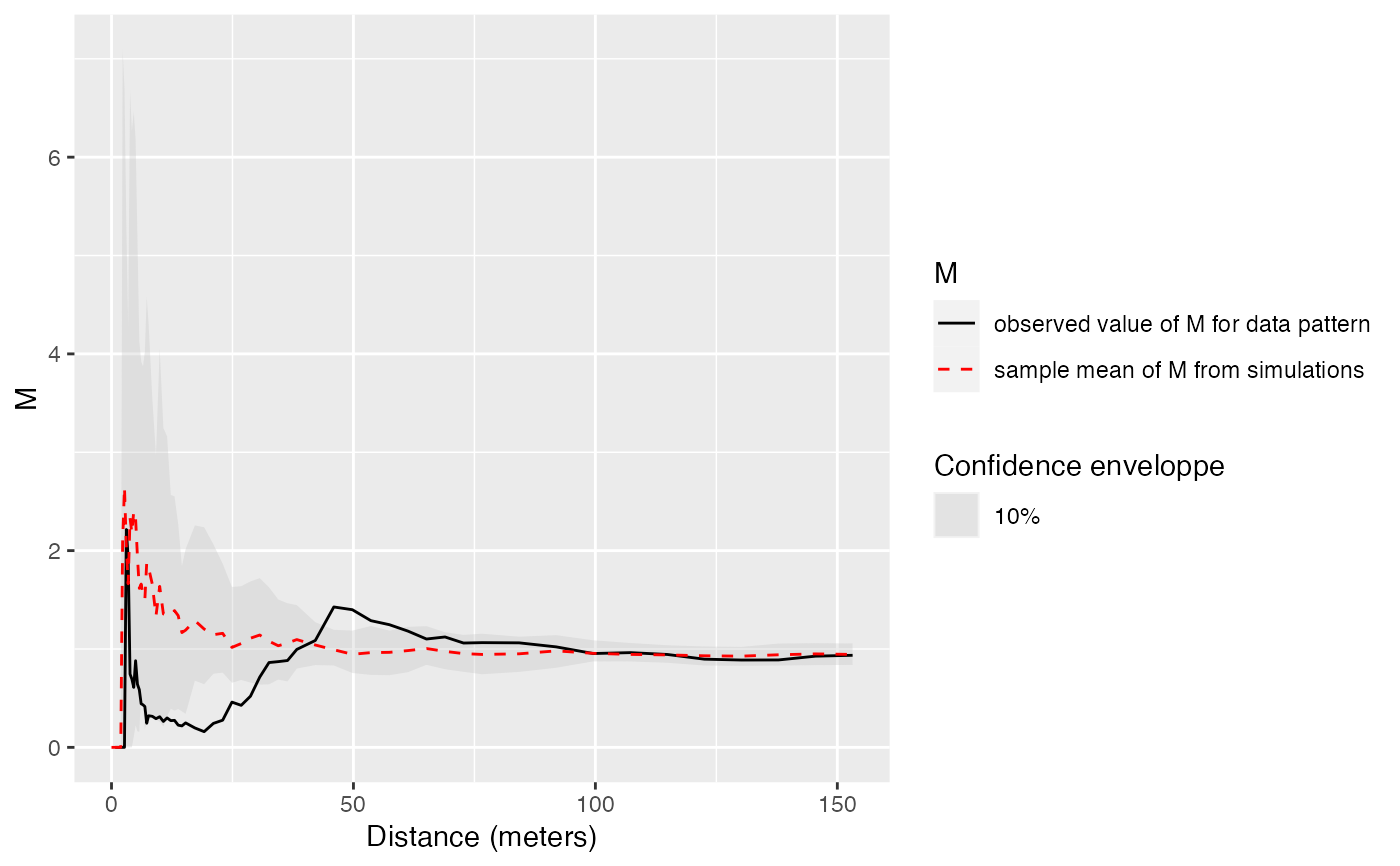 6
4
2
0
M
0
50
100
150
Distance (meters)
M
observed value of M for data pattern
sample mean of M from simulations
Confidence enveloppe
10%